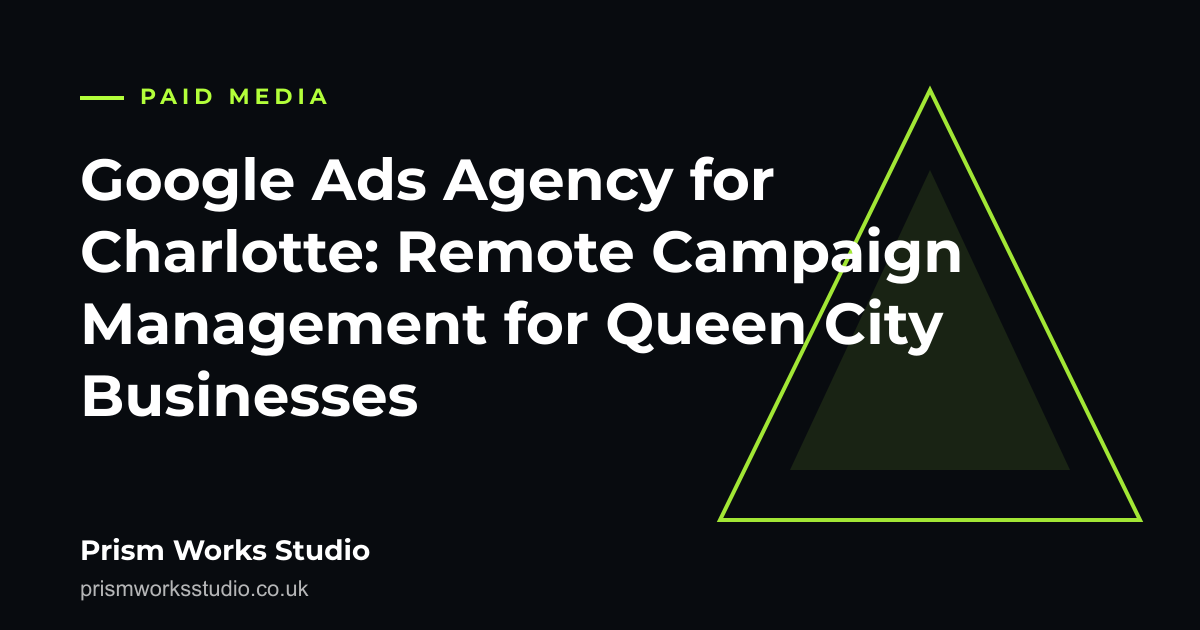 PAID MEDIA
Google Ads Agency for
Charlotte: Remote Campaign
Management for Queen City
Businesses
Prism Works Studio
prismworksstudio.co.uk